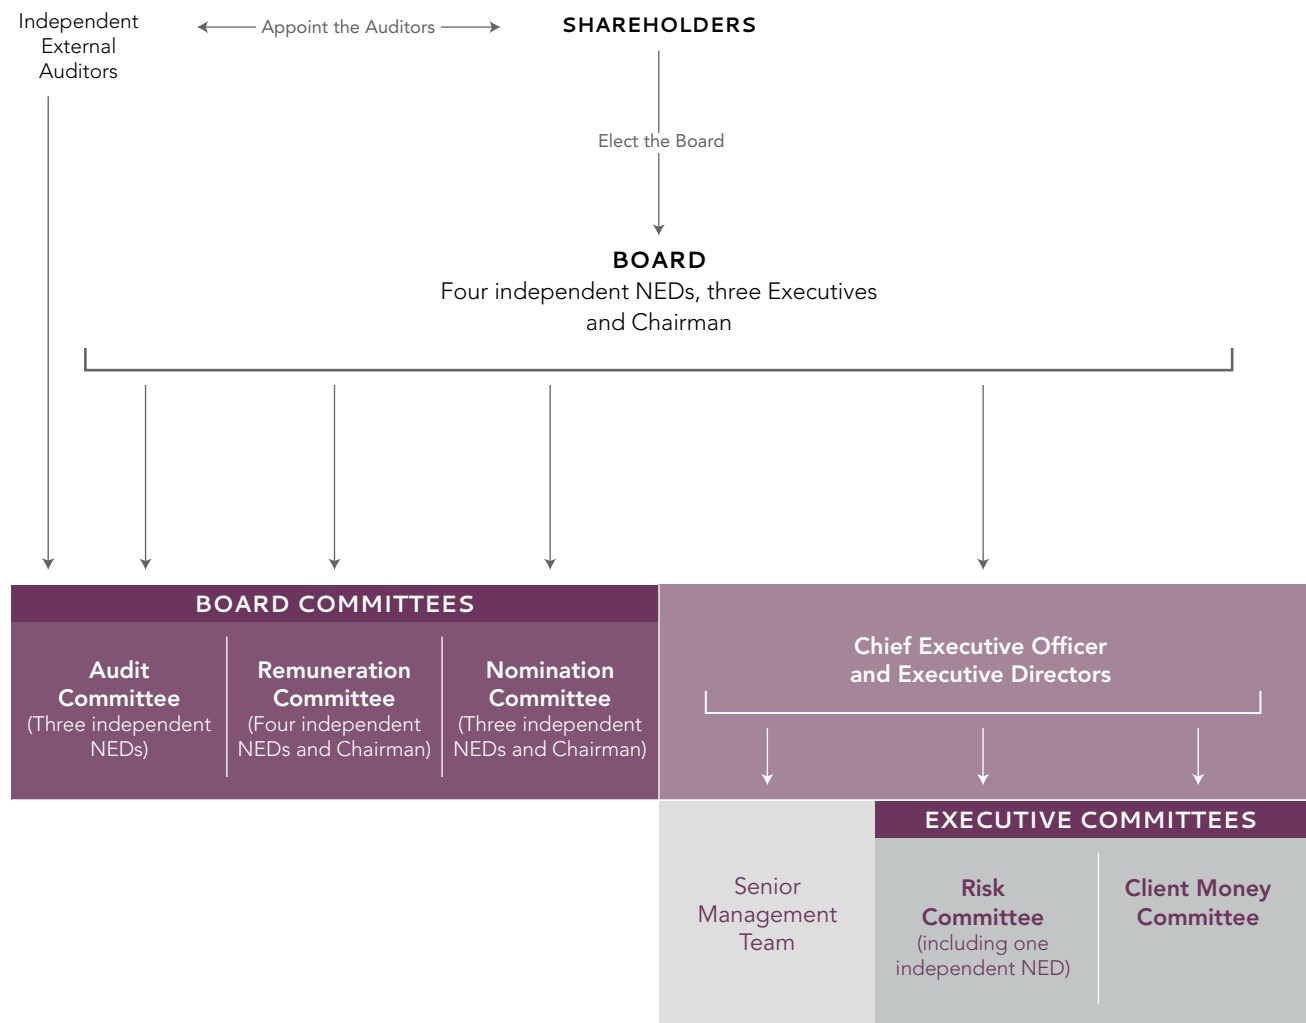 Independent
External
Auditors
Appoint the Auditors
SHAREHOLDERS
Elect the Board
BOARD
Four independent NEDs, three Executives
and Chairman
BOARD COMMITTEES
Audit
Committee
(Three independent
NEDs)
Remuneration
Committee
(Four independent
NEDs and Chairman)
Nomination
Committee
(Three independent
NEDs and Chairman)
Chief Executive Officer
and Executive Directors
Senior
Management
Team
EXECUTIVE COMMITTEES
Risk
Committee
(including one
independent NED)
Client Money
Committee